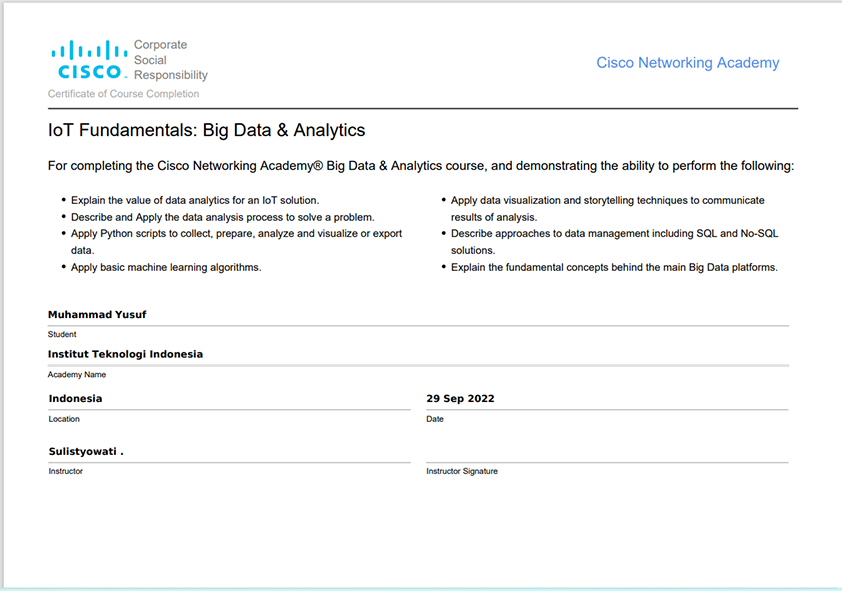 Corporate
Social
Responsibility
CISCO
Cisco Networking Academy
Certificate of Course Completion
IoT Fundamentals: Big Data & Analytics
For completing the Cisco Networking Academy® Big Data & Analytics course, and demonstrating the ability to perform the following:
• Explain the value of data analytics for an IoT solution.
• Describe and Apply the data analysis process to solve a problem.
• Apply Python scripts to collect, prepare, analyze and visualize or export
data.
• Apply basic machine learning algorithms.
• Apply data visualization and storytelling techniques to communicate
results of analysis.
• Describe approaches to data management including SQL and No-SQL
solutions.
• Explain the fundamental concepts behind the main Big Data platforms.
Muhammad Yusuf
Student
Institut Teknologi Indonesia
Academy Name
Indonesia
Location
29 Sep 2022
Date
Sulistyowati .
Instructor
Instructor Signature